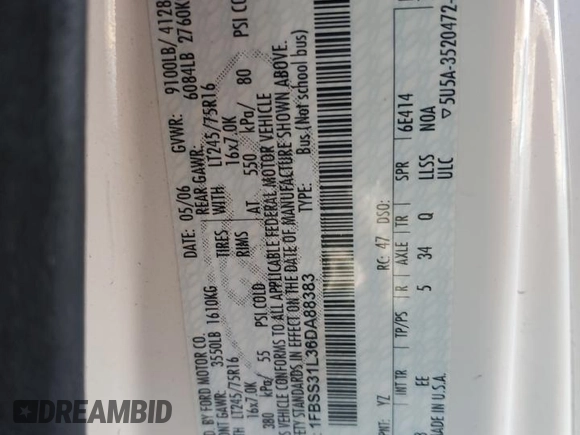 BY FORD MOTOR CO. DATE: 05/06 GVWR: 9100LB/ 4128
FRONT GAWR: 3550LB 1610KG REAR GAWR: 6084LB 2760K
WITH LT245/75R16 TIRES WITH LT245/75R16
16x7.0K RIMS 16x7.0K
380 kPa/ 55 PSI COLD AT 550 kPa/ 80 PSI CO
VEHICLE CONFORMS TO ALL APPLICABLE FEDERAL MOTOR VEHICLE
SAFETY STANDARDS IN EFFECT ON THE DATE OF MANUFACTURE SHOWN ABOVE.
1FBSS31L36DA88383 TYPE: Bus (Not school bus)
YZ RC: 47 DSO:
INT TR TP/PS R AXLE TR SPR 6E414
EE 5 34 Q LLSS NOA
ULC ▽5U5A-3520472-
DREAMBID